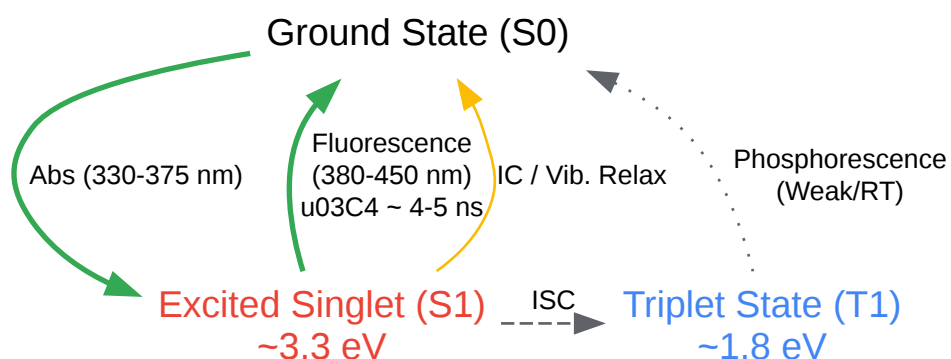 Ground State (S0)
Abs (330-375 nm)
Fluorescence
(380-450 nm)
u03C4 ~ 4-5 ns
IC / Vib. Relax
Phosphorescence
(Weak/RT)
Excited Singlet (S1)
~3.3 eV
ISC
Triplet State (T1)
~1.8 eV